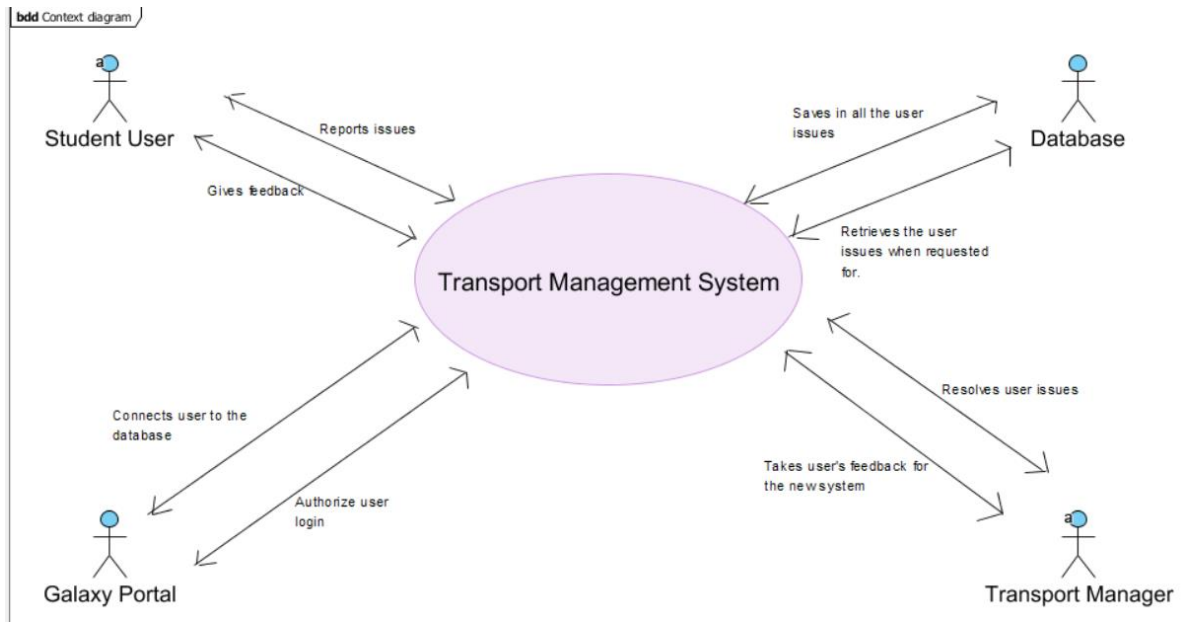 bdd Context diagram
a
Student User
Reports issues
Gives feedback
Saves in all the user
issues
Database
Retrieves the user
issues when requested
for.
Transport Management System
Connects user to the
database
Authorize user
login
Galaxy Portal
Resolves user issues
Takes user's feedback for
the new system
a
Transport Manager